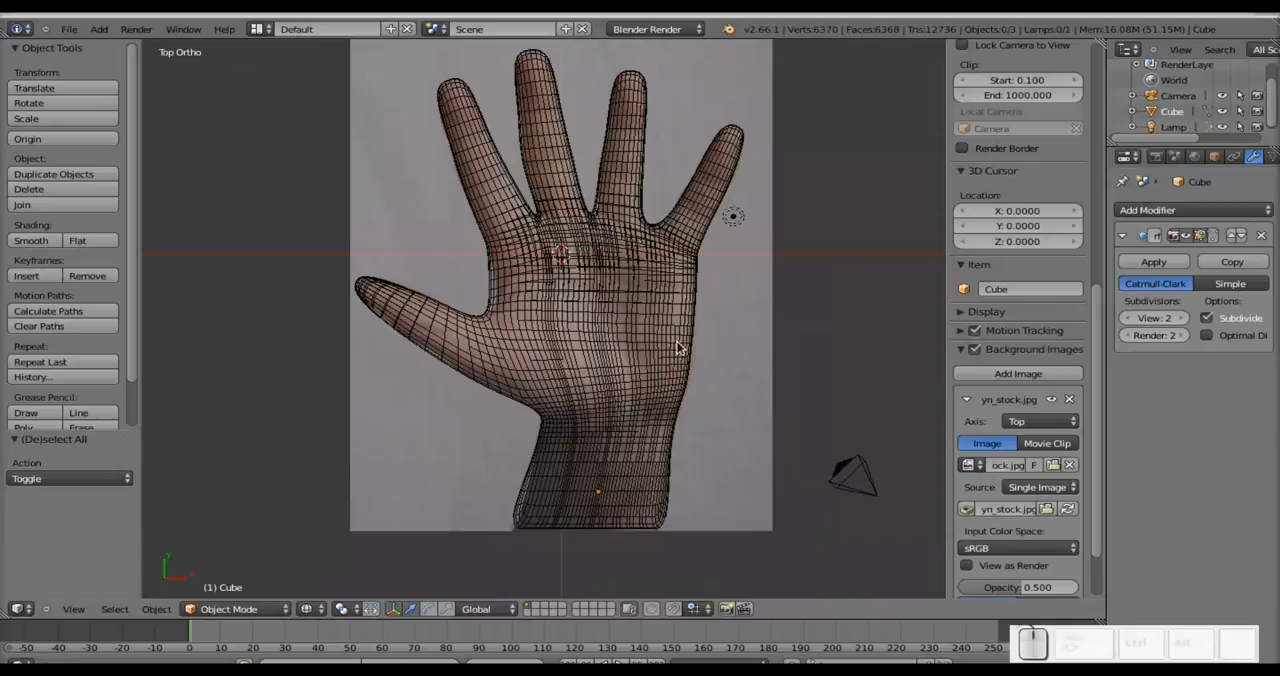 File Add Render Window Help Default Scene Blender Render v2.66.1 | Verts:6370 | Faces:6368 | Tris:12736 | Objects:0/3 | Lamps:0/1 | Mem:16.08M (51.15M) | Cube
Object Tools
Transform:
Translate
Rotate
Scale
Origin
Object:
Duplicate Objects
Delete
Join
Shading:
Smooth Flat
Keyframes:
Insert Remove
Motion Paths:
Calculate Paths
Clear Paths
Repeat:
Repeat Last
History...
Grease Pencil:
Draw Line
(De)select All
Action
Toggle
Top Ortho
(1) Cube
Lock Camera to View
Clip:
Start: 0.100
End: 1000.000
Local Camera
Camera
Render Border
3D Cursor
Location:
X: 0.0000
Y: 0.0000
Z: 0.0000
Item
Cube
Display
Motion Tracking
Background Images
Add Image
yn_stock.jpg
Axis: Top
Image Movie Clip
ock.jpg F
Source Single Image
yn_stock.jpg
Input Color Space:
sRGB
View as Render
Opacity: 0.500
View Search All Sc
RenderLaye
World
Camera
Cube
Lamp
Cube
Add Modifier
Apply Copy
Catmull-Clark Simple
Subdivisions: Options:
View: 2 Subdivide
Render: 2 Optimal Di
View Select Object Object Mode Global
-50 -40 -30 -20 -10 0 10 20 30 40 50 60 70 80 90 100 110 120 130 140 150 160 170 180 190 200 210 220 230 240 250
Ctrl Alt